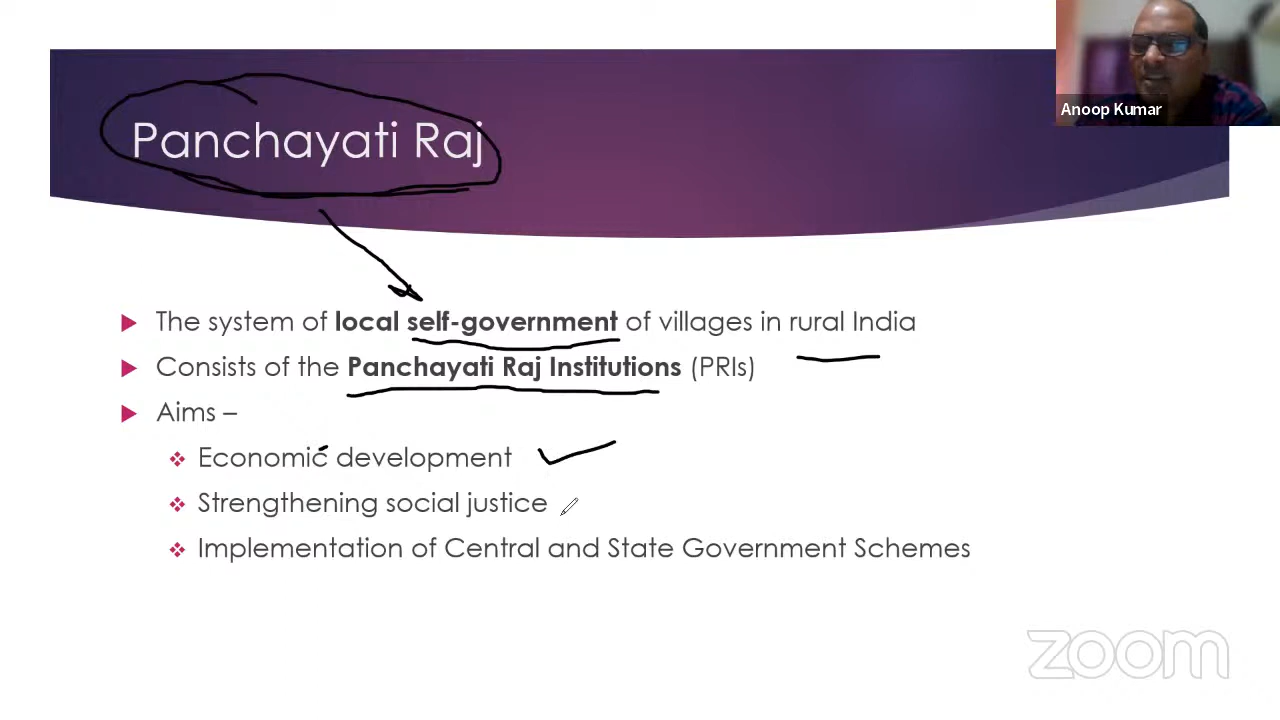 Anoop Kumar
Panchayati Raj
The system of local self-government of villages in rural India
Consists of the Panchayati Raj Institutions (PRIs)
Aims –
Economic development
Strengthening social justice
Implementation of Central and State Government Schemes
zoom